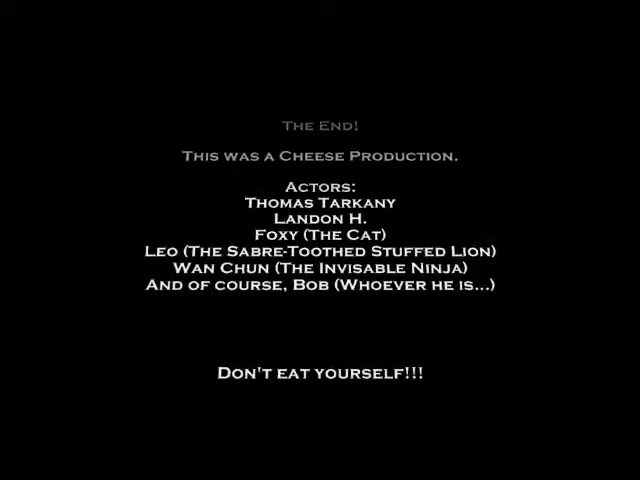 The End!
This was a Cheese Production.
Actors:
Thomas Tarkany
Landon H.
Foxy (The Cat)
Leo (The Sabre-Toothed Stuffed Lion)
Wan Chun (The Invisable Ninja)
And of course, Bob (Whoever he is...)
Don't eat yourself!!!